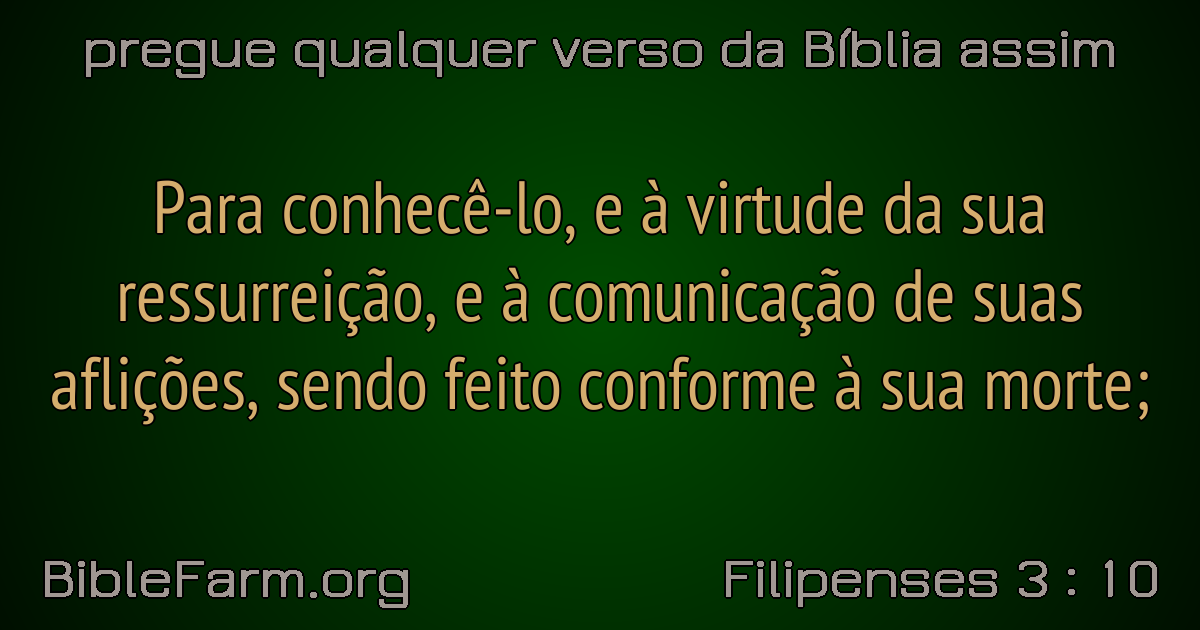 pregue qualquer verso da Bíblia assim
Para conhecê-lo, e à virtude da sua
ressurreição, e à comunicação de suas
aflições, sendo feito conforme à sua morte;
BibleFarm.org
Filipenses 3 : 10